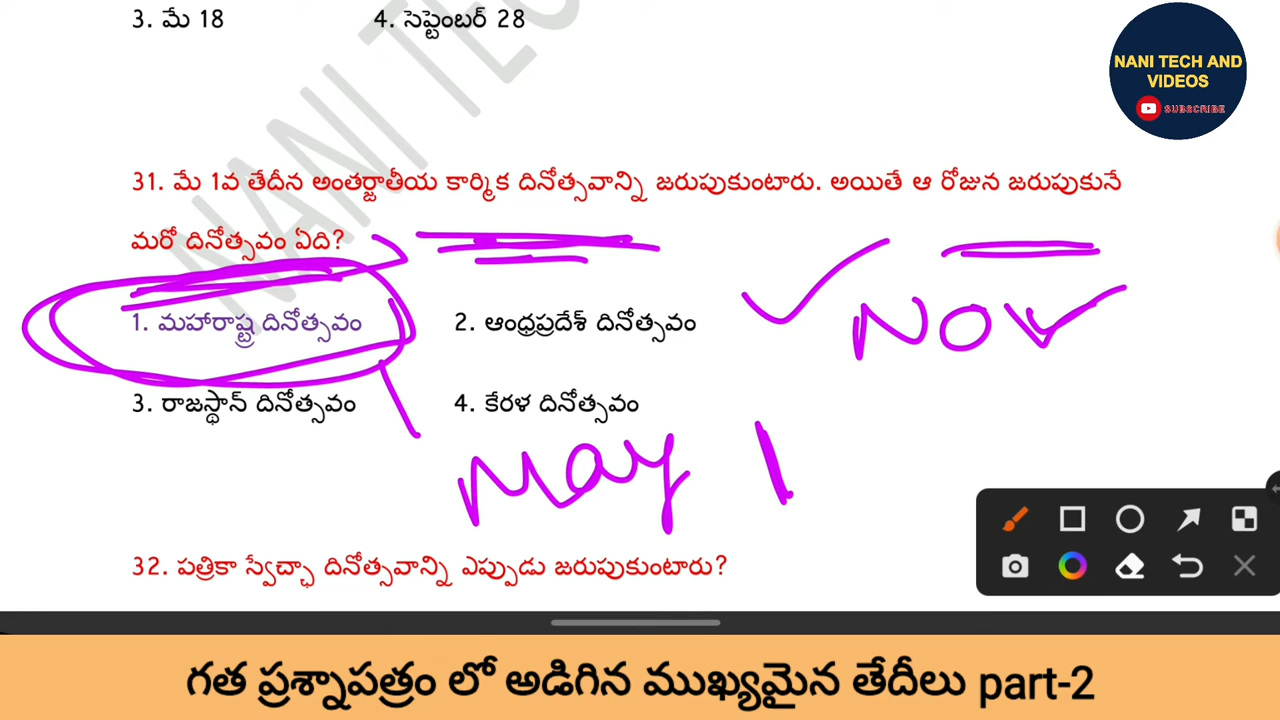 3. మే 18 4. సెప్టెంబర్ 28
NANI TECH AND
VIDEOS
SUBSCRIBE
NANI TEC
31. మే 1వ తేదీన అంతర్జాతీయ కార్మిక దినోత్సవాన్ని జరుపుకుంటారు. అయితే ఆ రోజున జరుపుకునే
మరో దినోత్సవం ఏది?
1. మహారాష్ట్ర దినోత్సవం 2. ఆంధ్రప్రదేశ్ దినోత్సవం
Nov
3. రాజస్థాన్ దినోత్సవం 4. కేరళ దినోత్సవం
May 1
32. పత్రికా స్వేచ్ఛా దినోత్సవాన్ని ఎప్పుడు జరుపుకుంటారు?
గత ప్రశ్నాపత్రం లో అడిగిన ముఖ్యమైన తేదీలు part-2